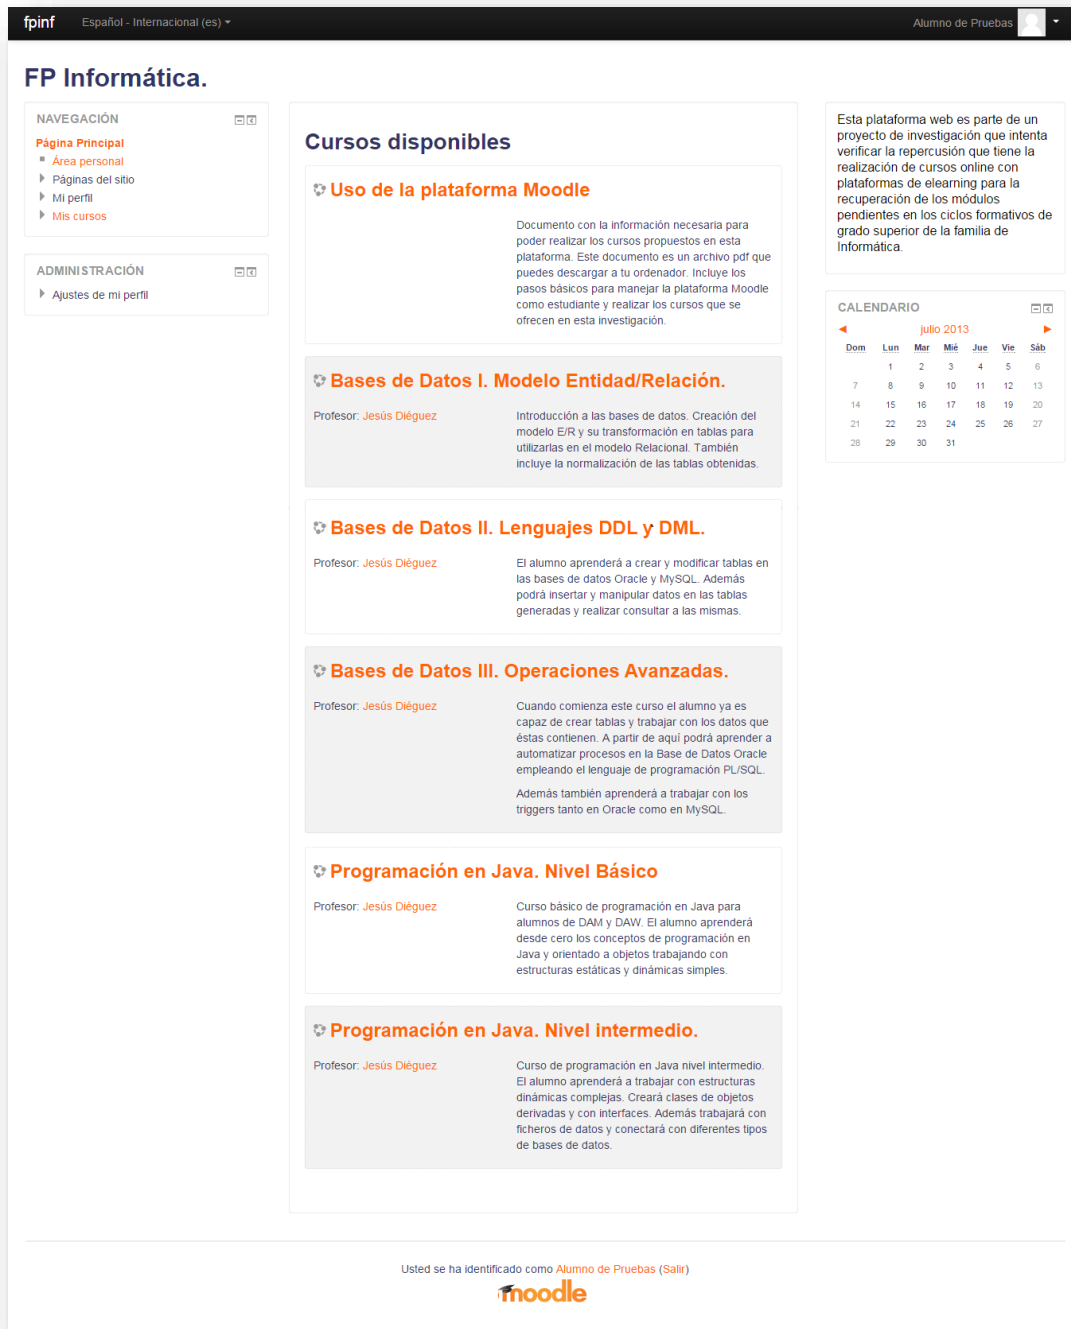 fpinf
Español - Internacional (es)
Alumno de Pruebas
FP Informática.
NAVEGACIÓN
Página Principal
Área personal
Páginas del sitio
Mi perfil
Mis cursos
ADMINISTRACIÓN
Ajustes de mi perfil
Cursos disponibles
Uso de la plataforma Moodle
Documento con la información necesaria para
poder realizar los cursos propuestos en esta
plataforma. Este documento es un archivo pdf que
puedes descargar a tu ordenador. Incluye los
pasos básicos para manejar la plataforma Moodle
como estudiante y realizar los cursos que se
ofrecen en esta investigación.
Bases de Datos I. Modelo Entidad/Relación.
Profesor: Jesús Diéguez
Introducción a las bases de datos. Creación del
modelo E/R y su transformación en tablas para
utilizarlas en el modelo Relacional. También
incluye la normalización de las tablas obtenidas.
Bases de Datos II. Lenguajes DDL y DML.
Profesor: Jesús Diéguez
El alumno aprenderá a crear y modificar tablas en
las bases de datos Oracle y MySQL. Además
podrá insertar y manipular datos en las tablas
generadas y realizar consultar a las mismas.
Bases de Datos III. Operaciones Avanzadas.
Profesor: Jesús Diéguez
Cuando comienza este curso el alumno ya es
capaz de crear tablas y trabajar con los datos que
éstas contienen. A partir de aquí podrá aprender a
automatizar procesos en la Base de Datos Oracle
empleando el lenguaje de programación PL/SQL.
Además también aprenderá a trabajar con los
triggers tanto en Oracle como en MySQL.
Programación en Java. Nivel Básico
Profesor: Jesús Diéguez
Curso básico de programación en Java para
alumnos de DAM y DAW. El alumno aprenderá
desde cero los conceptos de programación en
Java y orientado a objetos trabajando con
estructuras estáticas y dinámicas simples.
Programación en Java. Nivel intermedio.
Profesor: Jesús Diéguez
Curso de programación en Java nivel intermedio.
El alumno aprenderá a trabajar con estructuras
dinámicas complejas. Creará clases de objetos
derivadas y con interfaces. Además trabajará con
ficheros de datos y conectará con diferentes tipos
de bases de datos.
Esta plataforma web es parte de un
proyecto de investigación que intenta
verificar la repercusión que tiene la
realización de cursos online con
plataformas de elearning para la
recuperación de los módulos
pendientes en los ciclos formativos de
grado superior de la familia de
Informática.
CALENDARIO
julio 2013
Dom Lun Mar Mié Jue Vie Sáb
1 2 3 4 5 6
7 8 9 10 11 12 13
14 15 16 17 18 19 20
21 22 23 24 25 26 27
28 29 30 31
Usted se ha identificado como Alumno de Pruebas (Salir)
moodle